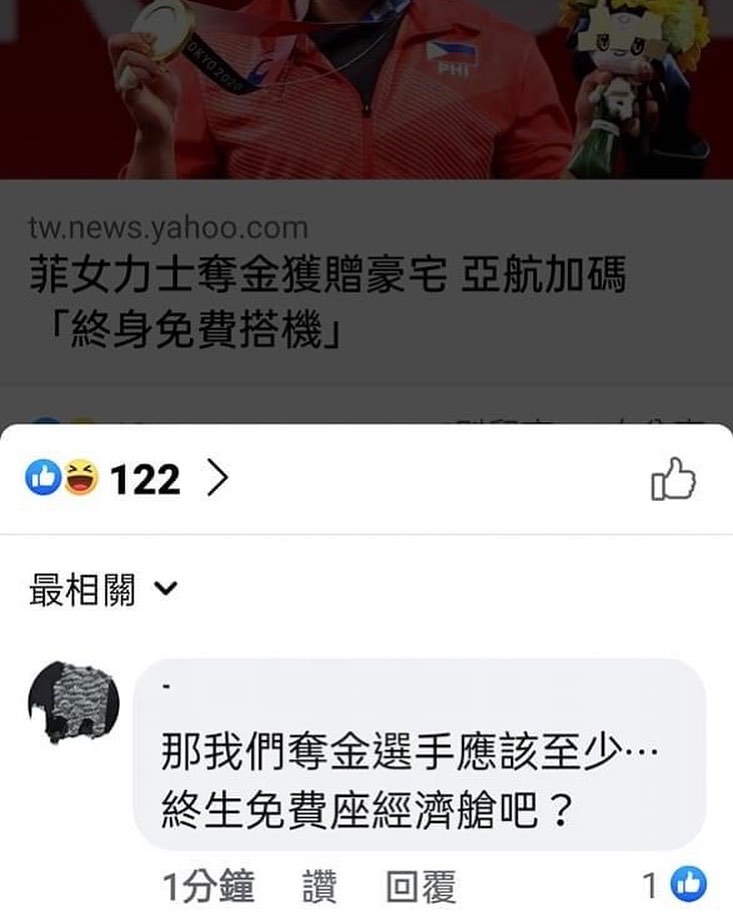 TOKYO 2020
PHI
tw.news.yahoo.com
菲女力士奪金獲贈豪宅 亞航加碼
「終身免費搭機」
122
最相關
-
那我們奪金選手應該至少…
終生免費座經濟艙吧？
1分鐘 讚 回覆 1